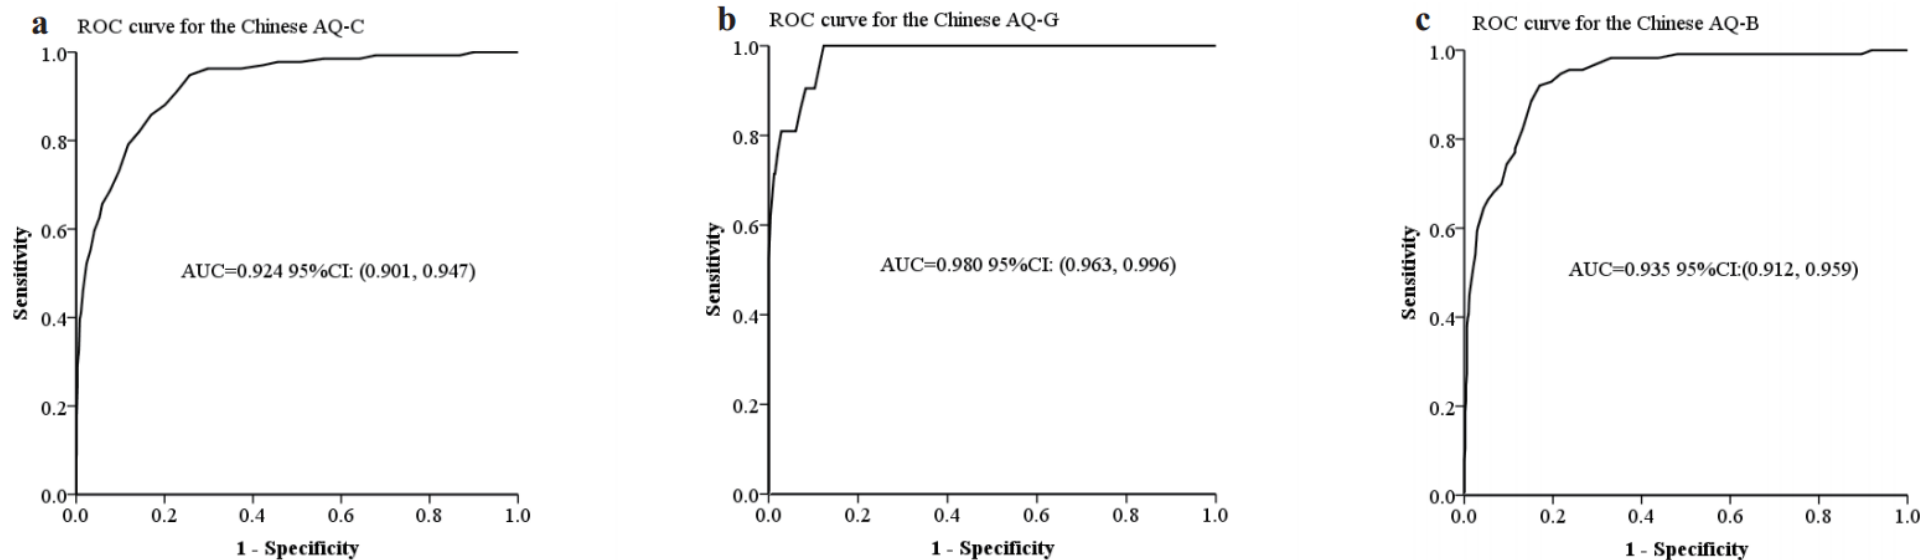 a
ROC curve for the Chinese AQ-C
1.0
0.8
0.6
0.4
0.2
0.0
Sensitivity
AUC=0.924 95%CI: (0.901, 0.947)
0.0 0.2 0.4 0.6 0.8 1.0
1 - Specificity
b
ROC curve for the Chinese AQ-G
1.0
0.8
0.6
0.4
0.2
0.0
Sensitivity
AUC=0.980 95%CI: (0.963, 0.996)
0.0 0.2 0.4 0.6 0.8 1.0
1 - Specificity
c
ROC curve for the Chinese AQ-B
1.0
0.8
0.6
0.4
0.2
0.0
Sensitivity
AUC=0.935 95%CI:(0.912, 0.959)
0.0 0.2 0.4 0.6 0.8 1.0
1 - Specificity